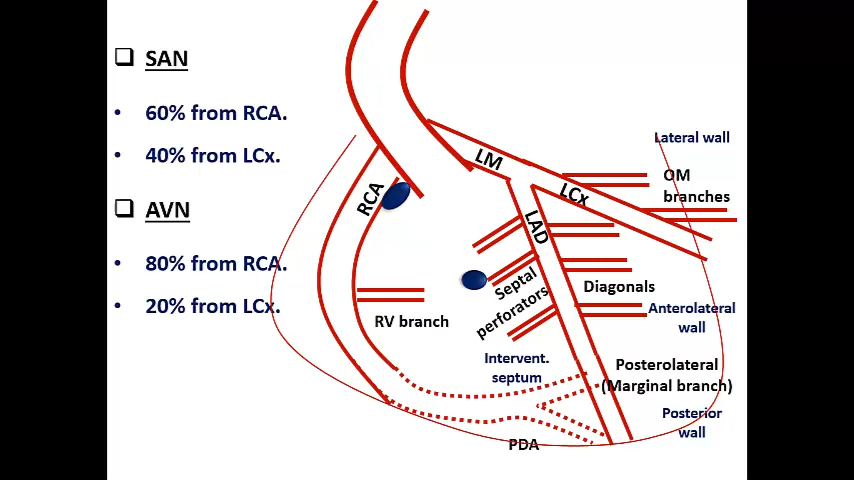 SAN
• 60% from RCA.
• 40% from LCx.
AVN
• 80% from RCA.
• 20% from LCx.
LM
RCA
LCx
LAD
Lateral wall
OM
branches
Septal
perforators
Diagonals
Anterolateral
wall
RV branch
Intervent.
septum
Posterolateral
(Marginal branch)
Posterior
wall
PDA